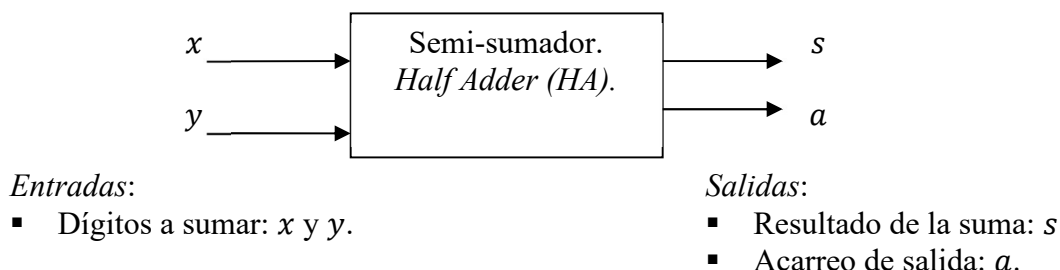 x
Semi-sumador.
s
Half Adder (HA).
y
a
Entradas:
▪ Dígitos a sumar: x y y.
Salidas:
▪ Resultado de la suma: s
▪ Acarreo de salida: a.